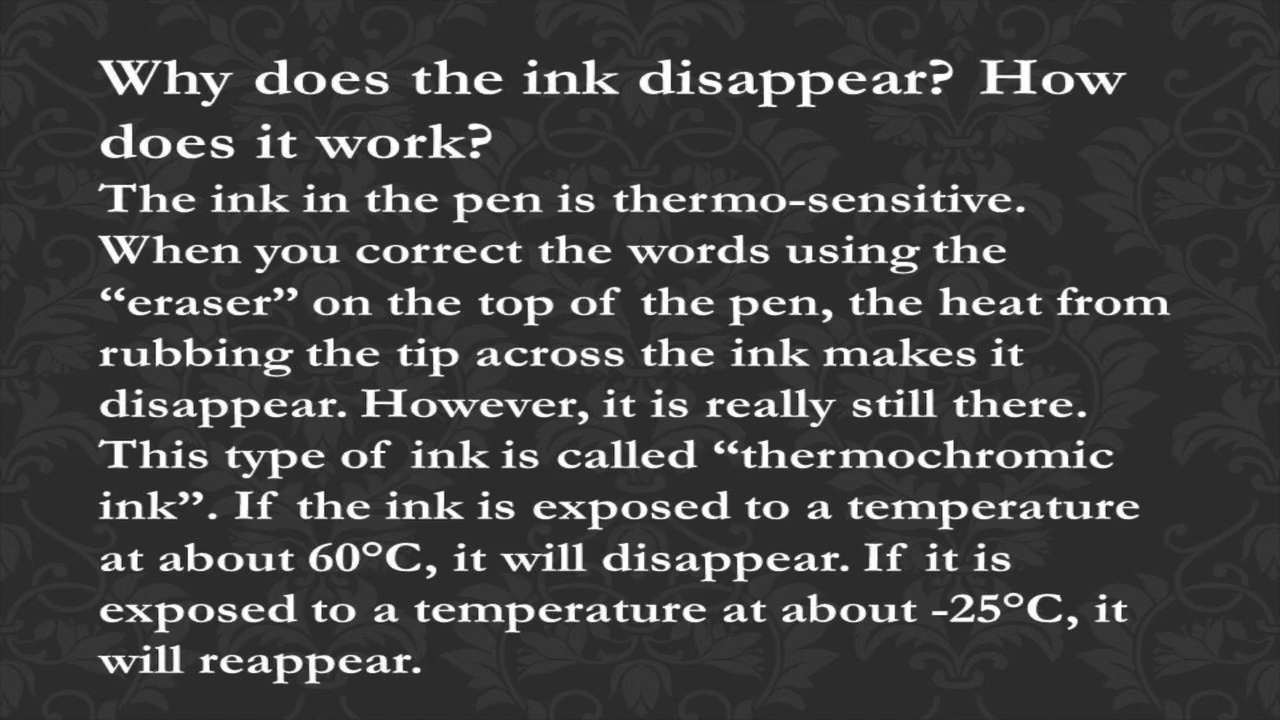 Why does the ink disappear? How
does it work?
The ink in the pen is thermo-sensitive.
When you correct the words using the
“eraser” on the top of the pen, the heat from
rubbing the tip across the ink makes it
disappear. However, it is really still there.
This type of ink is called “thermochromic
ink”. If the ink is exposed to a temperature
at about 60°C, it will disappear. If it is
exposed to a temperature at about -25°C, it
will reappear.